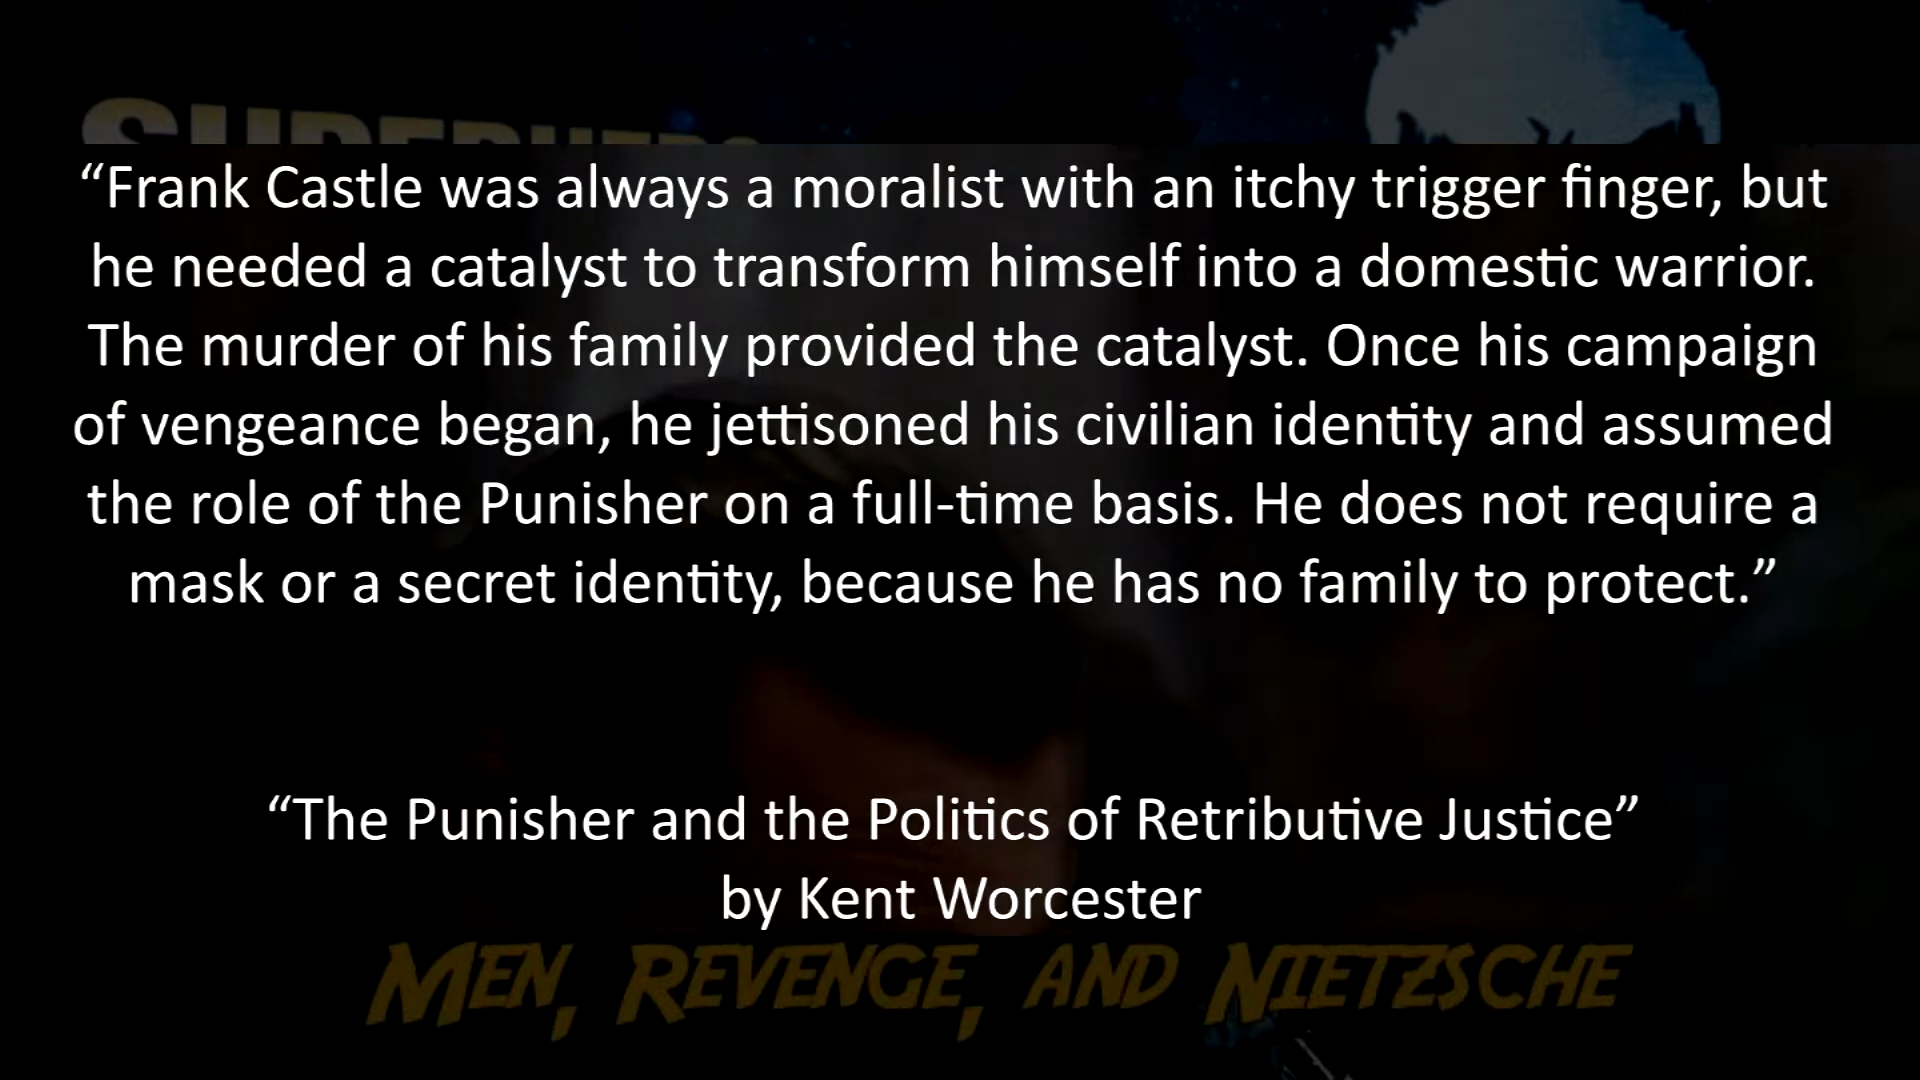 “Frank Castle was always a moralist with an itchy trigger finger, but
he needed a catalyst to transform himself into a domestic warrior.
The murder of his family provided the catalyst. Once his campaign
of vengeance began, he jettisoned his civilian identity and assumed
the role of the Punisher on a full-time basis. He does not require a
mask or a secret identity, because he has no family to protect.”
“The Punisher and the Politics of Retributive Justice”
by Kent Worcester
MEN, REVENGE, AND NIETZSCHE